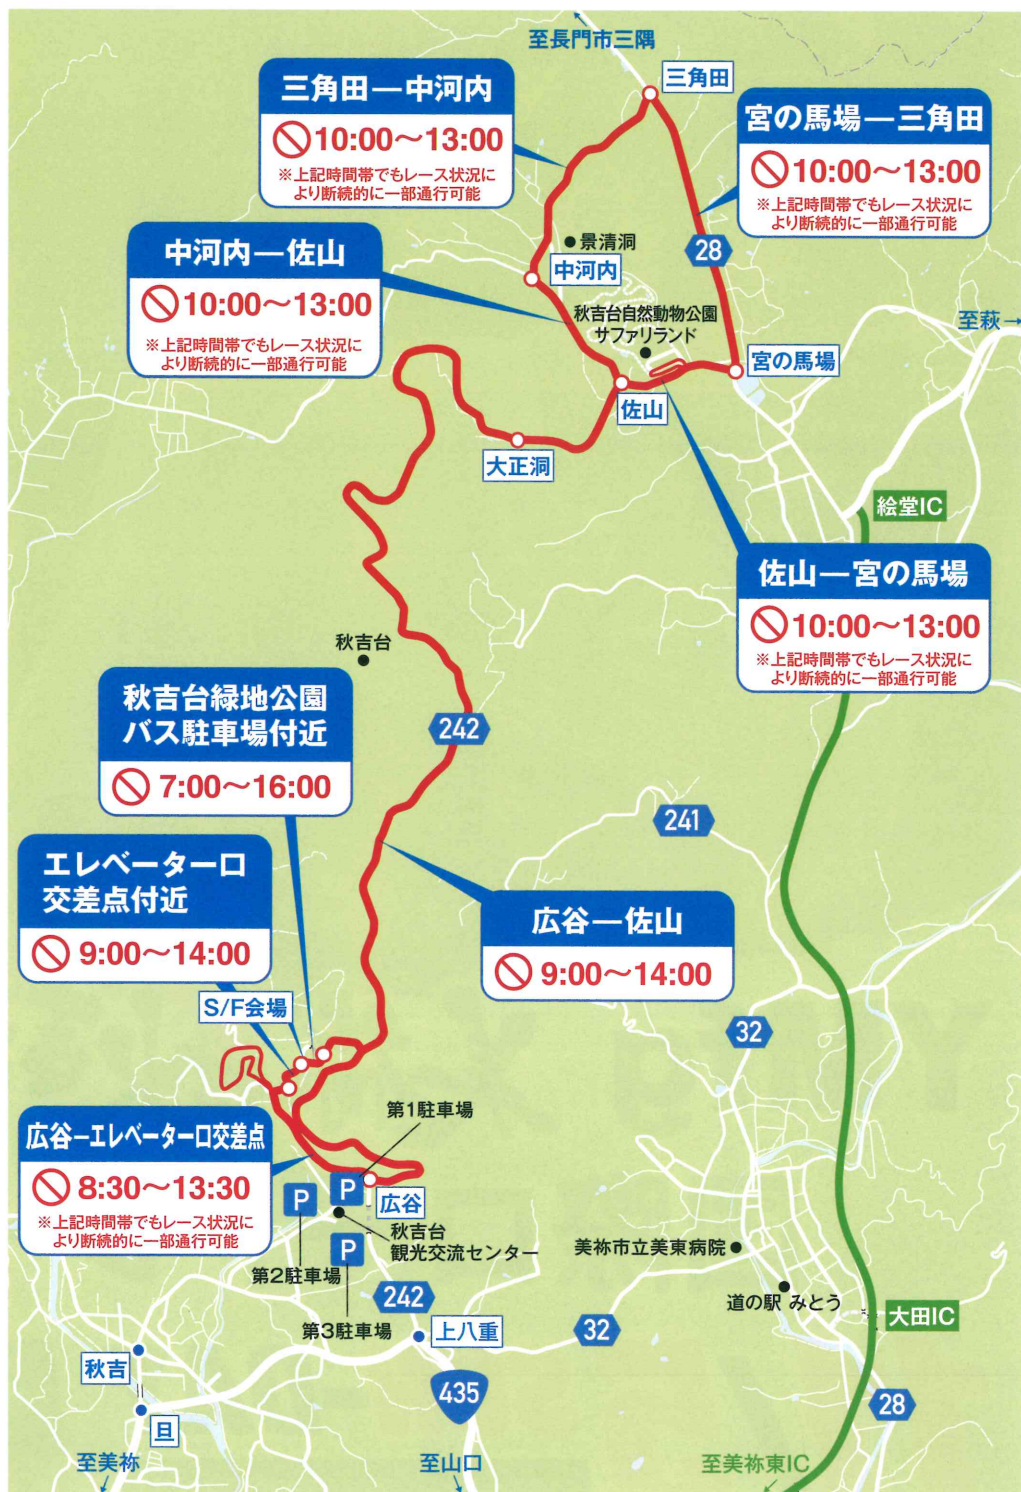 至長門市三隅
三角田
三角田―中河内
10:00〜13:00
※上記時間帯でもレース状況に
より断続的に一部通行可能
宮の馬場―三角田
10:00〜13:00
※上記時間帯でもレース状況に
より断続的に一部通行可能
中河内―佐山
10:00〜13:00
※上記時間帯でもレース状況に
より断続的に一部通行可能
景清洞
中河内
28
秋吉台自然動物公園
サファリランド
至萩→
宮の馬場
佐山
大正洞
絵堂IC
佐山―宮の馬場
10:00〜13:00
※上記時間帯でもレース状況に
より断続的に一部通行可能
秋吉台
秋吉台緑地公園
バス駐車場付近
7:00〜16:00
242
241
エレベーター口
交差点付近
9:00〜14:00
広谷―佐山
9:00〜14:00
S/F会場
32
広谷―エレベーター口交差点
8:30〜13:30
※上記時間帯でもレース状況に
より断続的に一部通行可能
第1駐車場
P
P
広谷
秋吉台
観光交流センター
P
第2駐車場
第3駐車場
美祢市立美東病院
道の駅 みとう
大田IC
242
上八重
32
秋吉
435
28
旦
至美祢
至山口
至美祢東IC